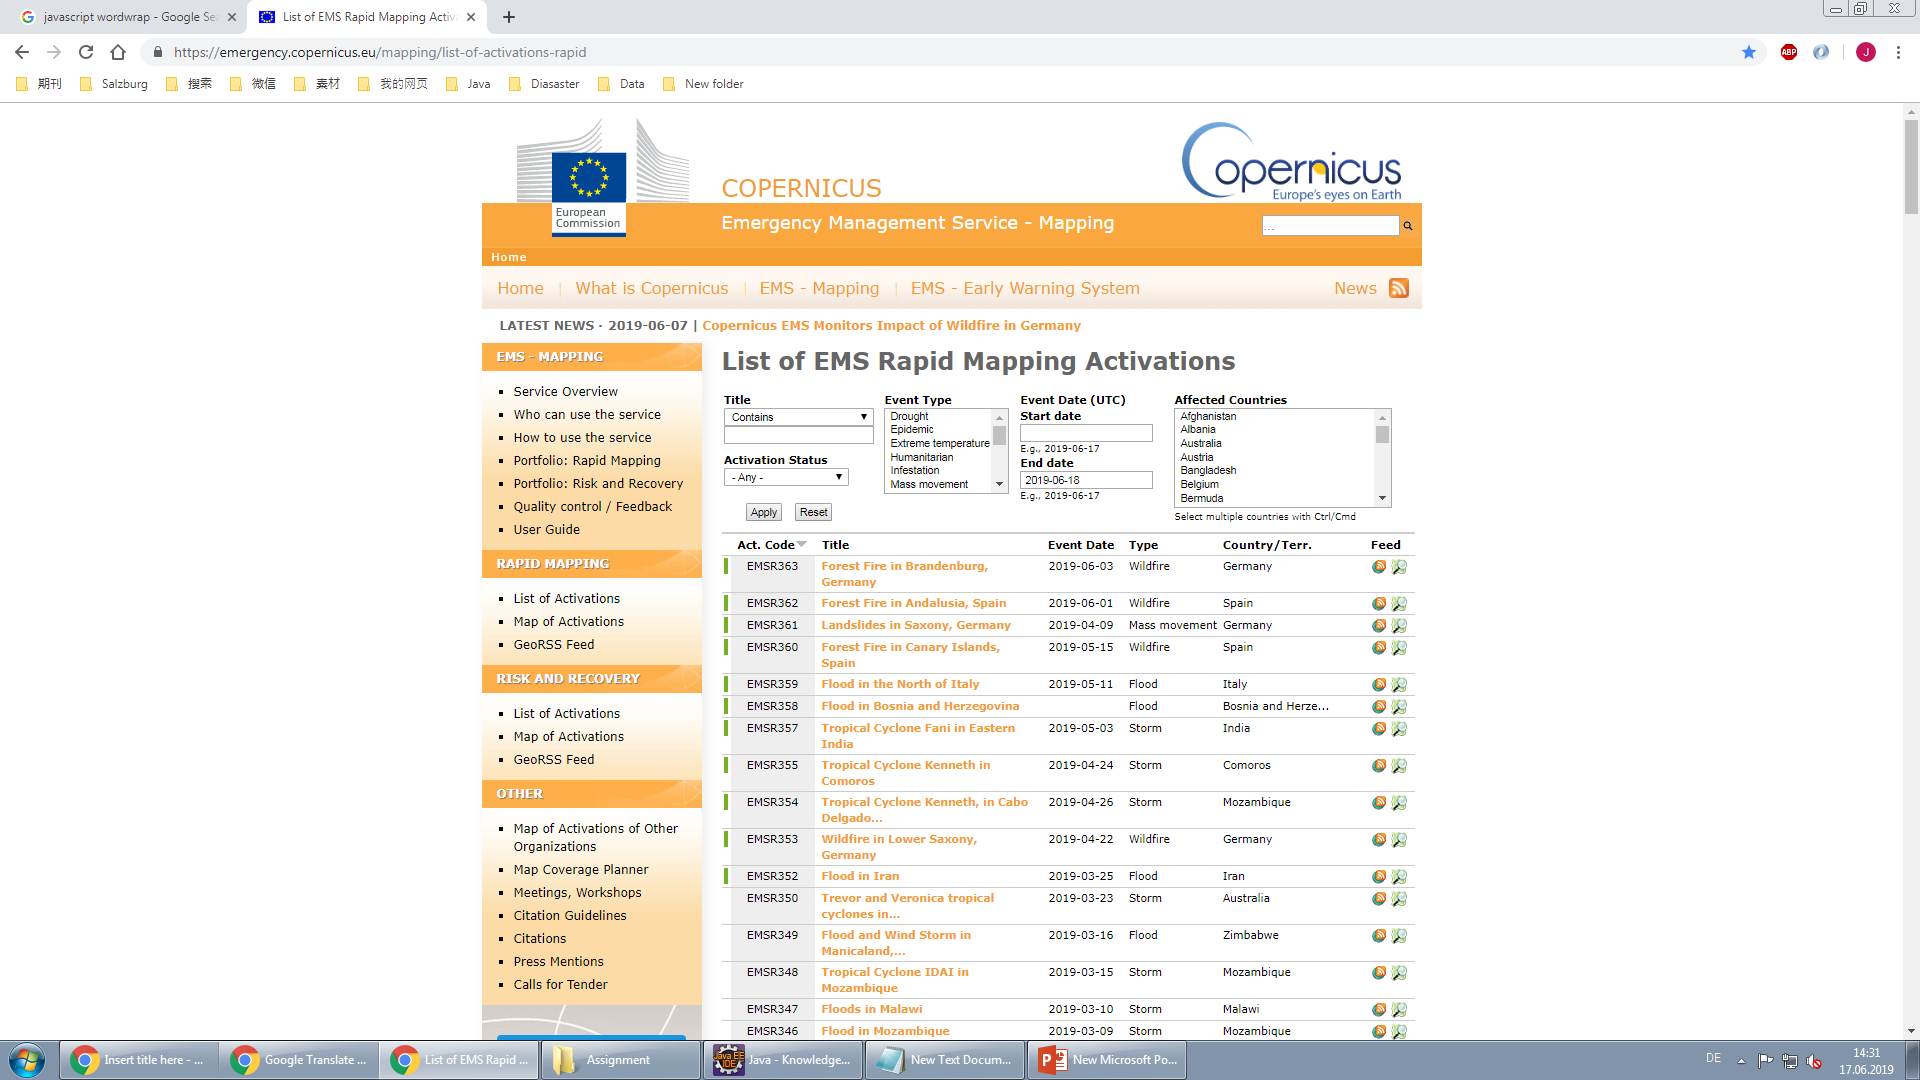 javascript wordwrap - Google Se
List of EMS Rapid Mapping Activ
https://emergency.copernicus.eu/mapping/list-of-activations-rapid
ABP
J
期刊 Salzburg 搜索 微信 素材 我的网页 Java Diasaster Data New folder
European
Commission
COPERNICUS
Copernicus
Europe's eyes on Earth
Emergency Management Service - Mapping
...
Home
Home | What is Copernicus | EMS - Mapping | EMS - Early Warning System News
LATEST NEWS · 2019-06-07 | Copernicus EMS Monitors Impact of Wildfire in Germany
EMS - MAPPING
Service Overview
Who can use the service
How to use the service
Portfolio: Rapid Mapping
Portfolio: Risk and Recovery
Quality control / Feedback
User Guide
RAPID MAPPING
List of Activations
Map of Activations
GeoRSS Feed
RISK AND RECOVERY
List of Activations
Map of Activations
GeoRSS Feed
OTHER
Map of Activations of Other
Organizations
Map Coverage Planner
Meetings, Workshops
Citation Guidelines
Citations
Press Mentions
Calls for Tender
List of EMS Rapid Mapping Activations
Title
Contains
Activation Status
- Any -
Apply Reset
Event Type
Drought
Epidemic
Extreme temperature
Humanitarian
Infestation
Mass movement
Event Date (UTC)
Start date
E.g., 2019-06-17
End date
2019-06-18
E.g., 2019-06-17
Affected Countries
Afghanistan
Albania
Australia
Austria
Bangladesh
Belgium
Bermuda
Select multiple countries with Ctrl/Cmd
Act. Code Title Event Date Type Country/Terr. Feed
EMSR363 Forest Fire in Brandenburg, 2019-06-03 Wildfire Germany
Germany
EMSR362 Forest Fire in Andalusia, Spain 2019-06-01 Wildfire Spain
EMSR361 Landslides in Saxony, Germany 2019-04-09 Mass movement Germany
EMSR360 Forest Fire in Canary Islands, 2019-05-15 Wildfire Spain
Spain
EMSR359 Flood in the North of Italy 2019-05-11 Flood Italy
EMSR358 Flood in Bosnia and Herzegovina Flood Bosnia and Herze...
EMSR357 Tropical Cyclone Fani in Eastern 2019-05-03 Storm India
India
EMSR355 Tropical Cyclone Kenneth in 2019-04-24 Storm Comoros
Comoros
EMSR354 Tropical Cyclone Kenneth, in Cabo 2019-04-26 Storm Mozambique
Delgado...
EMSR353 Wildfire in Lower Saxony, 2019-04-22 Wildfire Germany
Germany
EMSR352 Flood in Iran 2019-03-25 Flood Iran
EMSR350 Trevor and Veronica tropical 2019-03-23 Storm Australia
cyclones in...
EMSR349 Flood and Wind Storm in 2019-03-16 Flood Zimbabwe
Manicaland,...
EMSR348 Tropical Cyclone IDAI in 2019-03-15 Storm Mozambique
Mozambique
EMSR347 Floods in Malawi 2019-03-10 Storm Malawi
EMSR346 Flood in Mozambique 2019-03-09 Storm Mozambique
Insert title here - ...
Google Translate ...
List of EMS Rapid ...
Assignment
Java EE
IDE
Java - Knowledge...
New Text Docum...
New Microsoft Po...
DE
14:31
17.06.2019